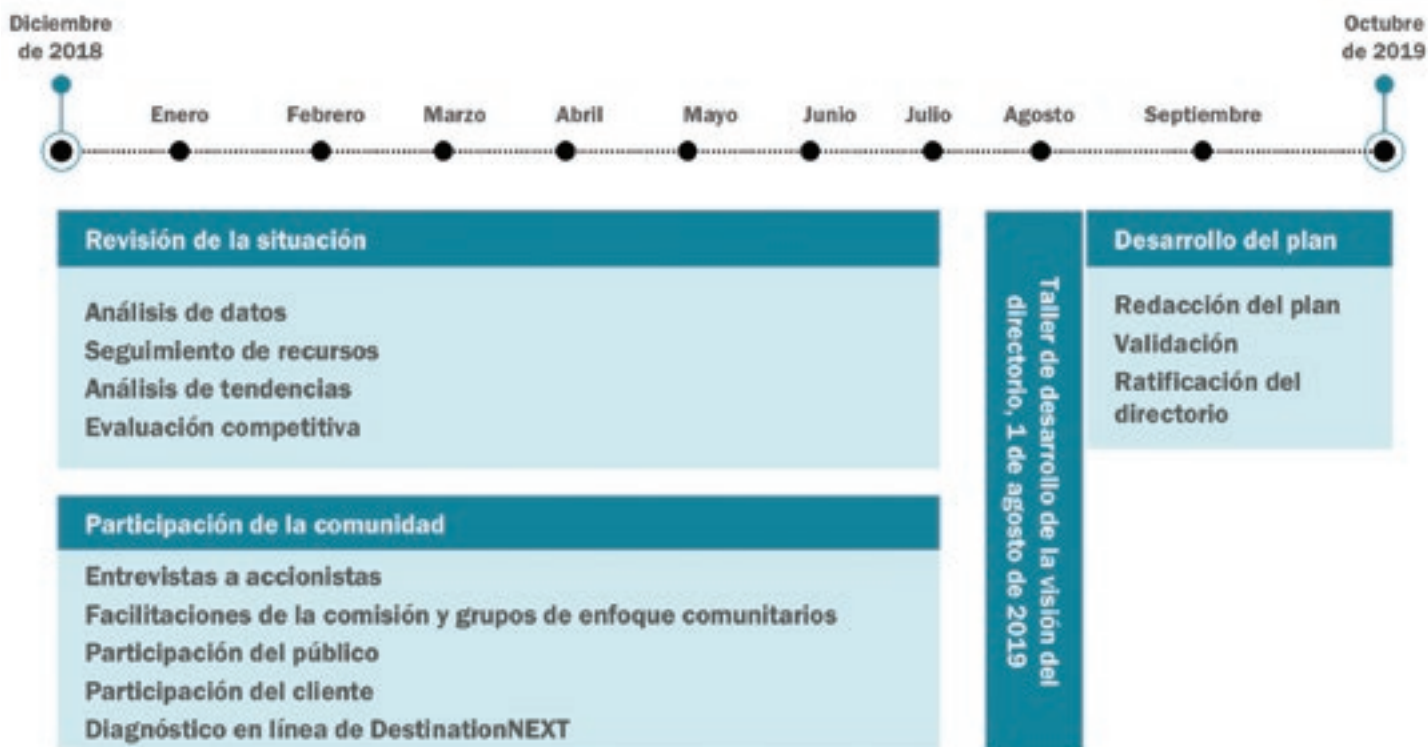 Diciembre
de 2018
Octubre
de 2019
Enero
Febrero
Marzo
Abril
Mayo
Junio
Julio
Agosto
Septiembre
Revisión de la situación
Análisis de datos
Seguimiento de recursos
Análisis de tendencias
Evaluación competitiva
Participación de la comunidad
Entrevistas a accionistas
Facilitaciones de la comisión y grupos de enfoque comunitarios
Participación del público
Participación del cliente
Diagnóstico en línea de DestinationNEXT
Taller de desarrollo de la visión del
directorio, 1 de agosto de 2019
Desarrollo del plan
Redacción del plan
Validación
Ratificación del
directorio